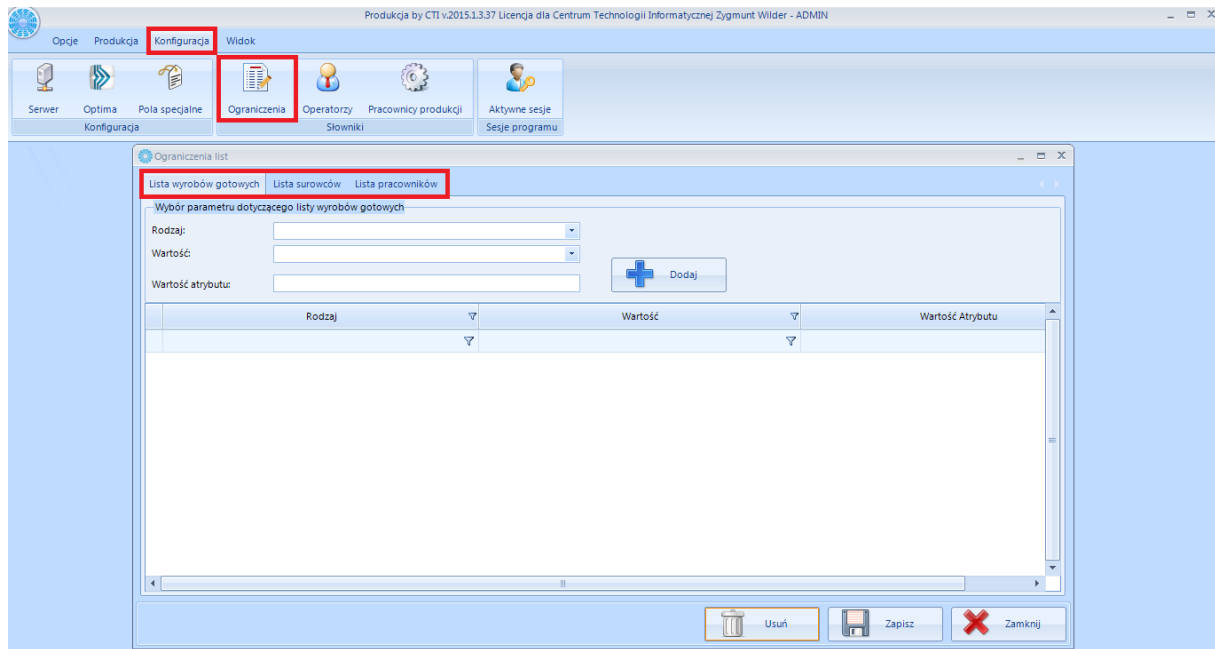 Produkcja by CTI v.2015.1.3.37 Licencja dla Centrum Technologii Informatycznej Zygmunt Wilder - ADMIN
Opcje Produkcja Konfiguracja Widok
Serwer Optima Pola specjalne Ograniczenia Operatorzy Pracownicy produkcji Aktywne sesje
Konfiguracja Słowniki Sesje programu
Ograniczenia list
Lista wyrobów gotowych Lista surowców Lista pracowników
Wybór parametru dotyczącego listy wyrobów gotowych
Rodzaj:
Wartość:
Dodaj
Wartość atrybutu:
Rodzaj Wartość Wartość Atrybutu
Usuń Zapisz Zamknij